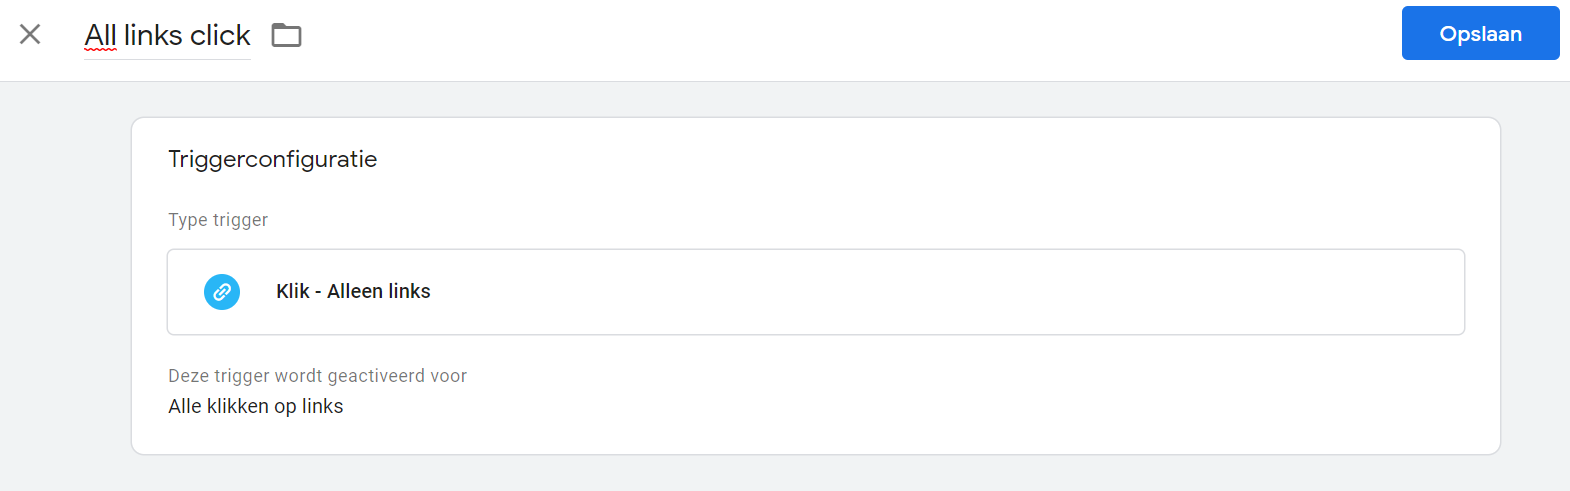 All links click
Opslaan
Triggerconfiguratie
Type trigger
Klik - Alleen links
Deze trigger wordt geactiveerd voor
Alle klikken op links